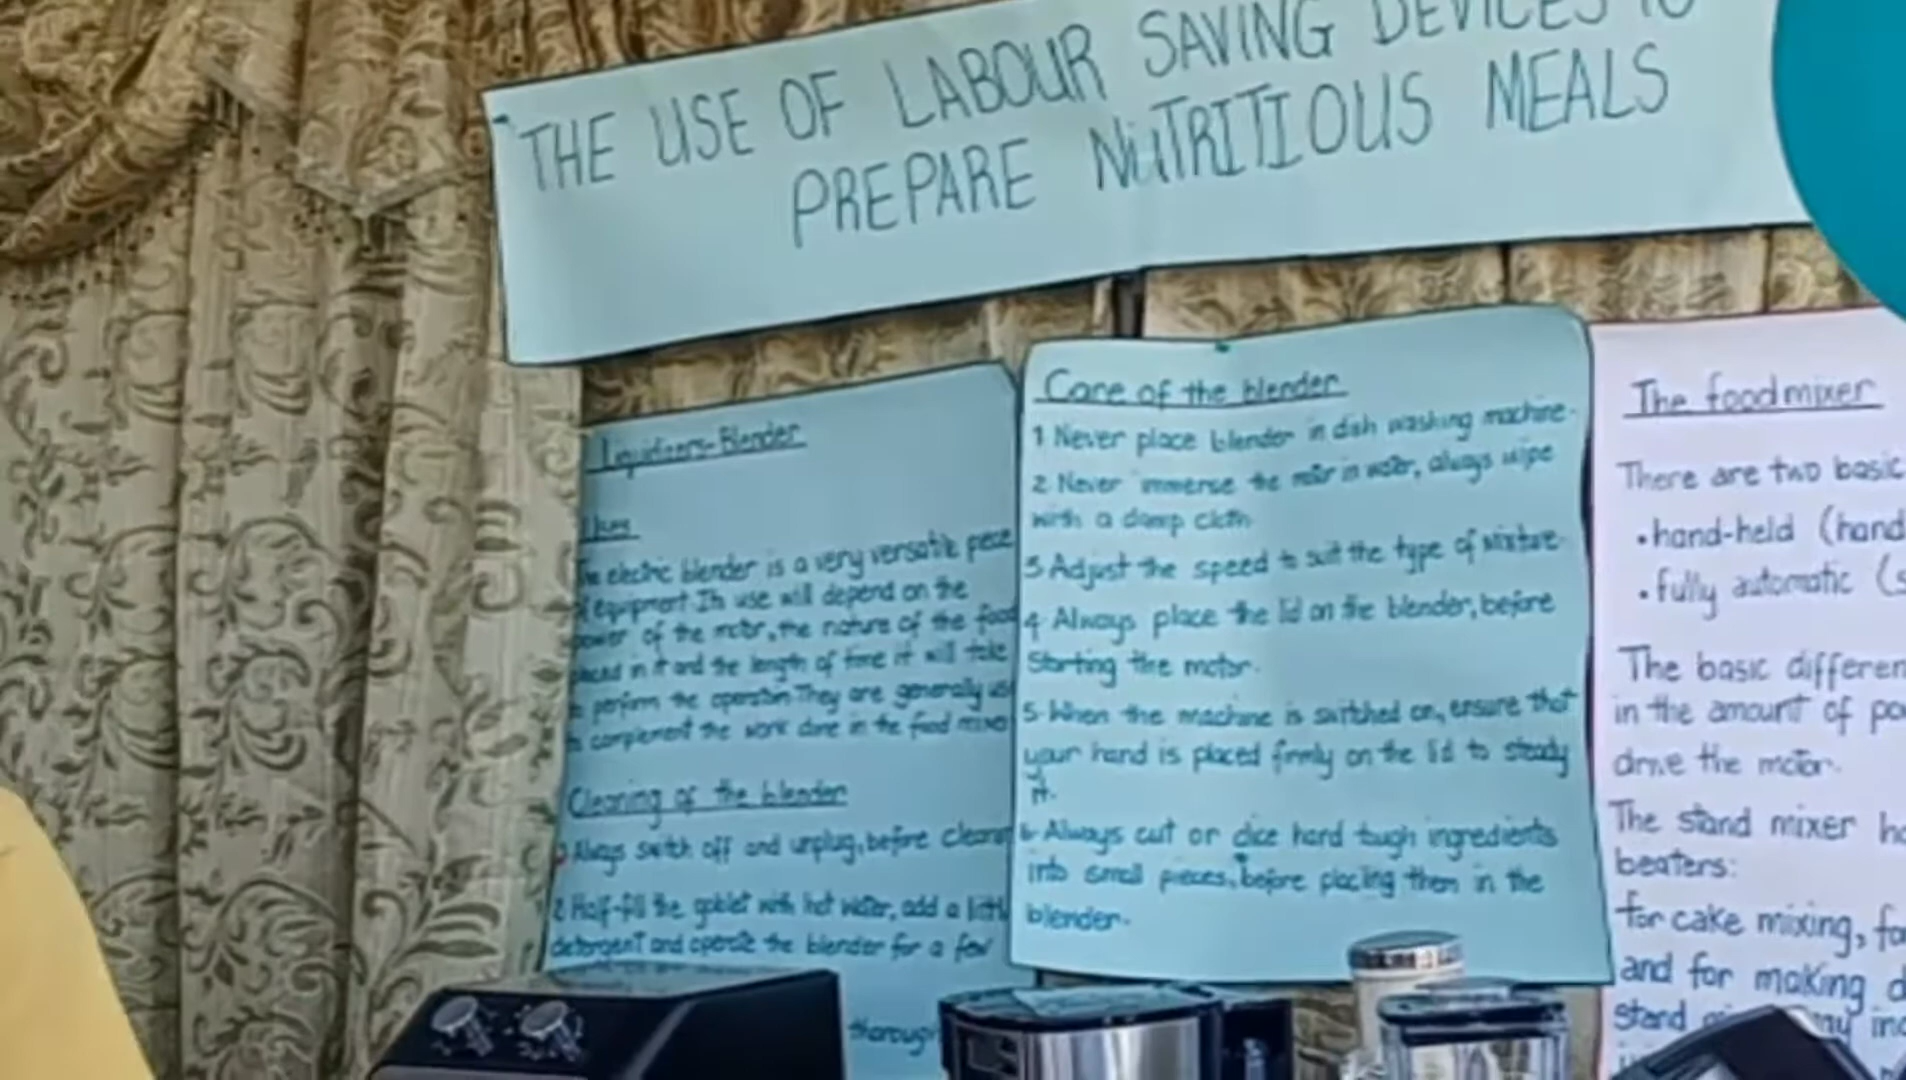 THE USE OF LABOUR SAVING DEVICES TO
PREPARE NUTRITIOUS MEALS
Liquidisers-Blender
Uses
electric blender is a very versatile piece
equipment. Its use will depend on the
of the motor, the nature of the food
in it and the length of time it will take
perform the operation. They are generally
complement the work done in the food mixer
Cleaning of the blender
Always switch off and unplug, before
2 Half-fill the goblet with hot water, add a
detergent and operate the blender for a few
Care of the blender
1 Never place blender in dish washing machine.
2 Never immerse the motor in water, always wipe
with a damp cloth
3 Adjust the speed to suit the type of mixture.
4 Always place the lid on the blender, before
starting the motor.
5 When the machine is switched on, ensure that
your hand is placed firmly on the lid to steady
it.
6 Always cut or dice hard tough ingredients
into small pieces, before placing them in the
blender.
The food mixer
There are two basic
• hand-held (hand
• fully automatic (s
The basic differen
in the amount of po
drive the motor.
The stand mixer ha
beaters:
for cake mixing, fo
and for making d
stand